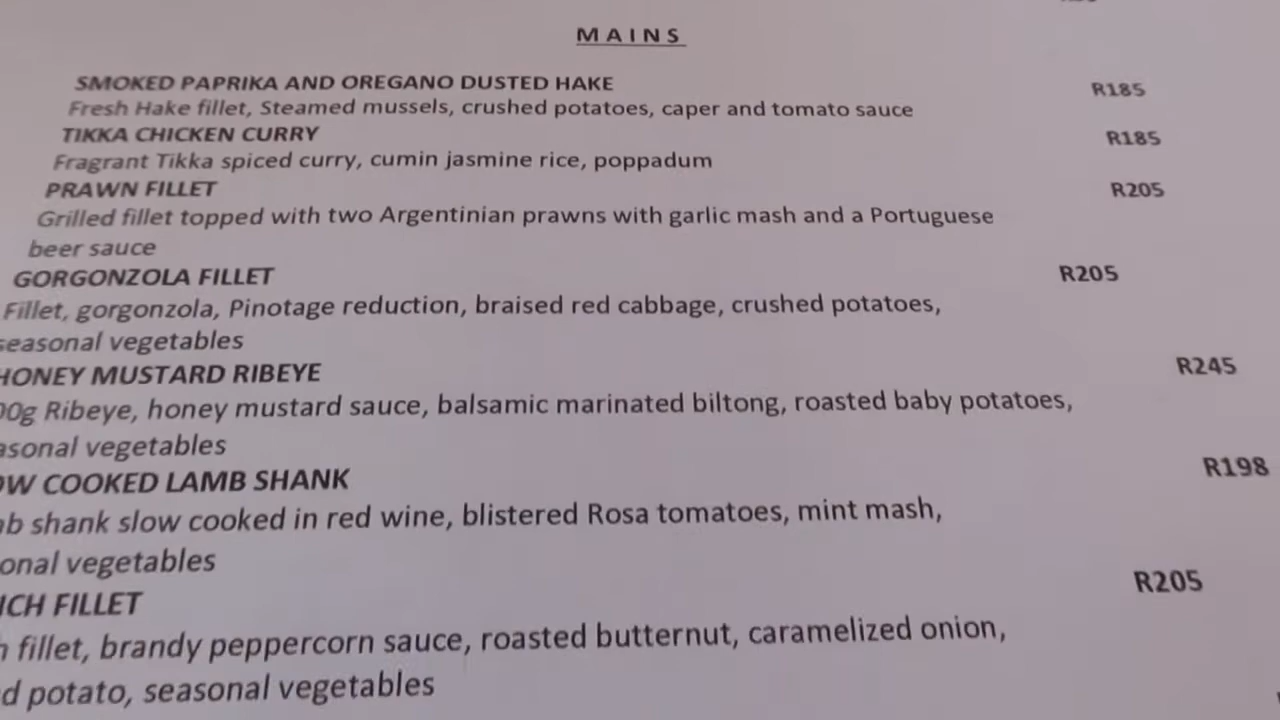 MAINS
SMOKED PAPRIKA AND OREGANO DUSTED HAKE R185
Fresh Hake fillet, Steamed mussels, crushed potatoes, caper and tomato sauce
TIKKA CHICKEN CURRY R185
Fragrant Tikka spiced curry, cumin jasmine rice, poppadum
PRAWN FILLET R205
Grilled fillet topped with two Argentinian prawns with garlic mash and a Portuguese
beer sauce
GORGONZOLA FILLET R205
Fillet, gorgonzola, Pinotage reduction, braised red cabbage, crushed potatoes,
seasonal vegetables
HONEY MUSTARD RIBEYE R245
Ribeye, honey mustard sauce, balsamic marinated biltong, roasted baby potatoes,
vegetables
COOKED LAMB SHANK R198
shank slow cooked in red wine, blistered Rosa tomatoes, mint mash,
vegetables
FILLET R205
fillet, brandy peppercorn sauce, roasted butternut, caramelized onion,
potato, seasonal vegetables